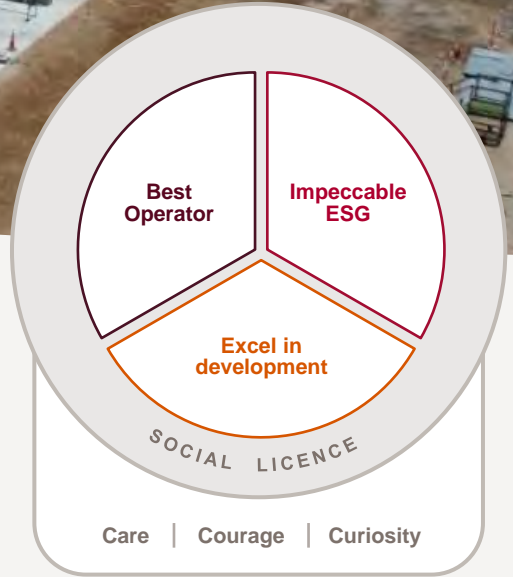 Best
Operator
Impeccable
ESG
Excel in
development
SOCIAL LICENCE
Care | Courage | Curiosity